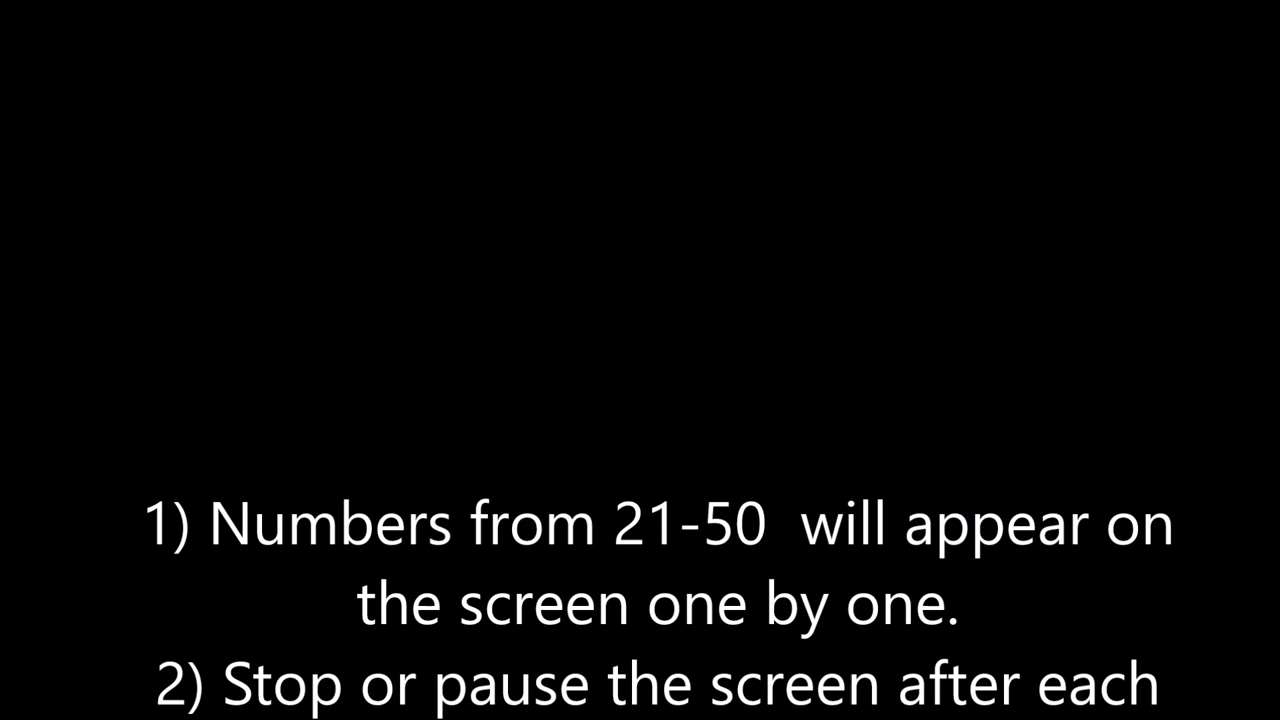 1) Numbers from 21-50  will appear on
the screen one by one.
2) Stop or pause the screen after each